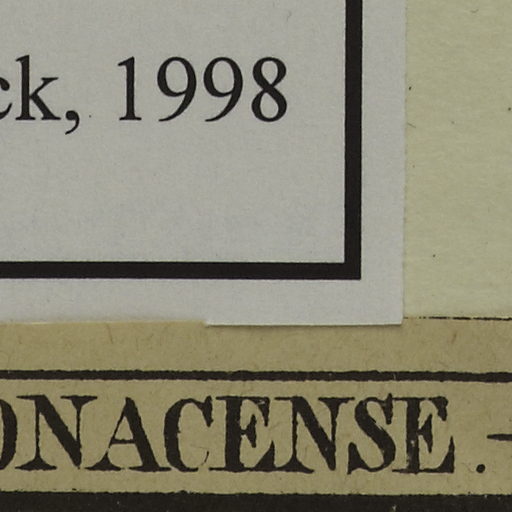 ck, 1998
ONACENSE. -